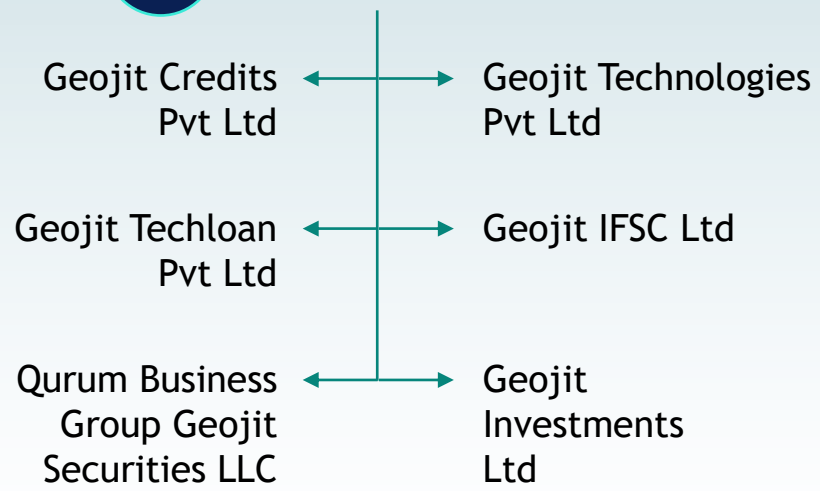 Geojit Credits
Pvt Ltd
Geojit Technologies
Pvt Ltd
Geojit Techloan
Pvt Ltd
Geojit IFSC Ltd
Qurum Business
Group Geojit
Securities LLC
Geojit
Investments
Ltd